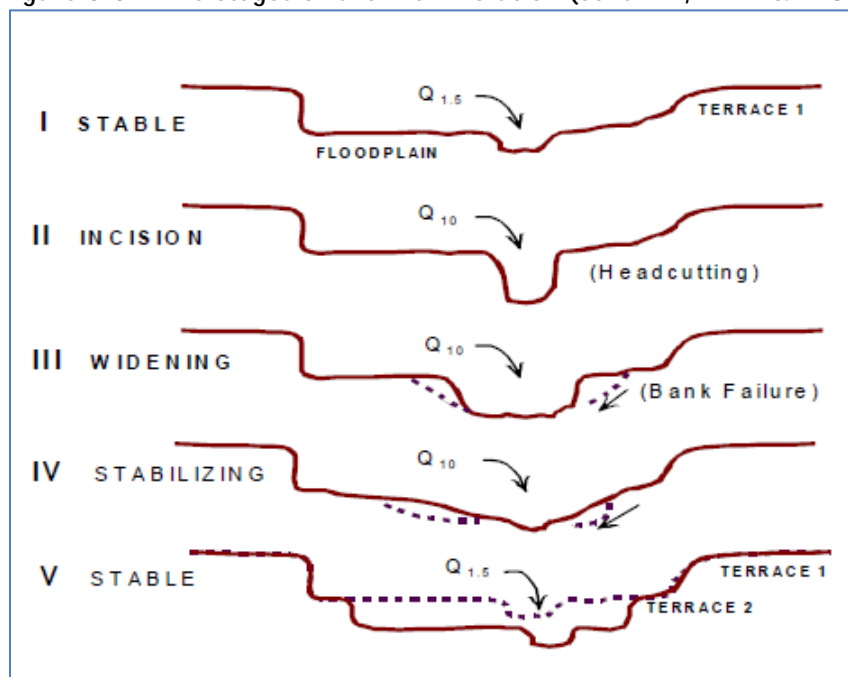 Q 1.5
I STABLE
TERRACE 1
FLOODPLAIN
Q 10
II INCISION
(Headcutting)
Q 10
III WIDENING
(Bank Failure)
Q 10
IV STABILIZING
Q 1.5
V STABLE
TERRACE 1
TERRACE 2